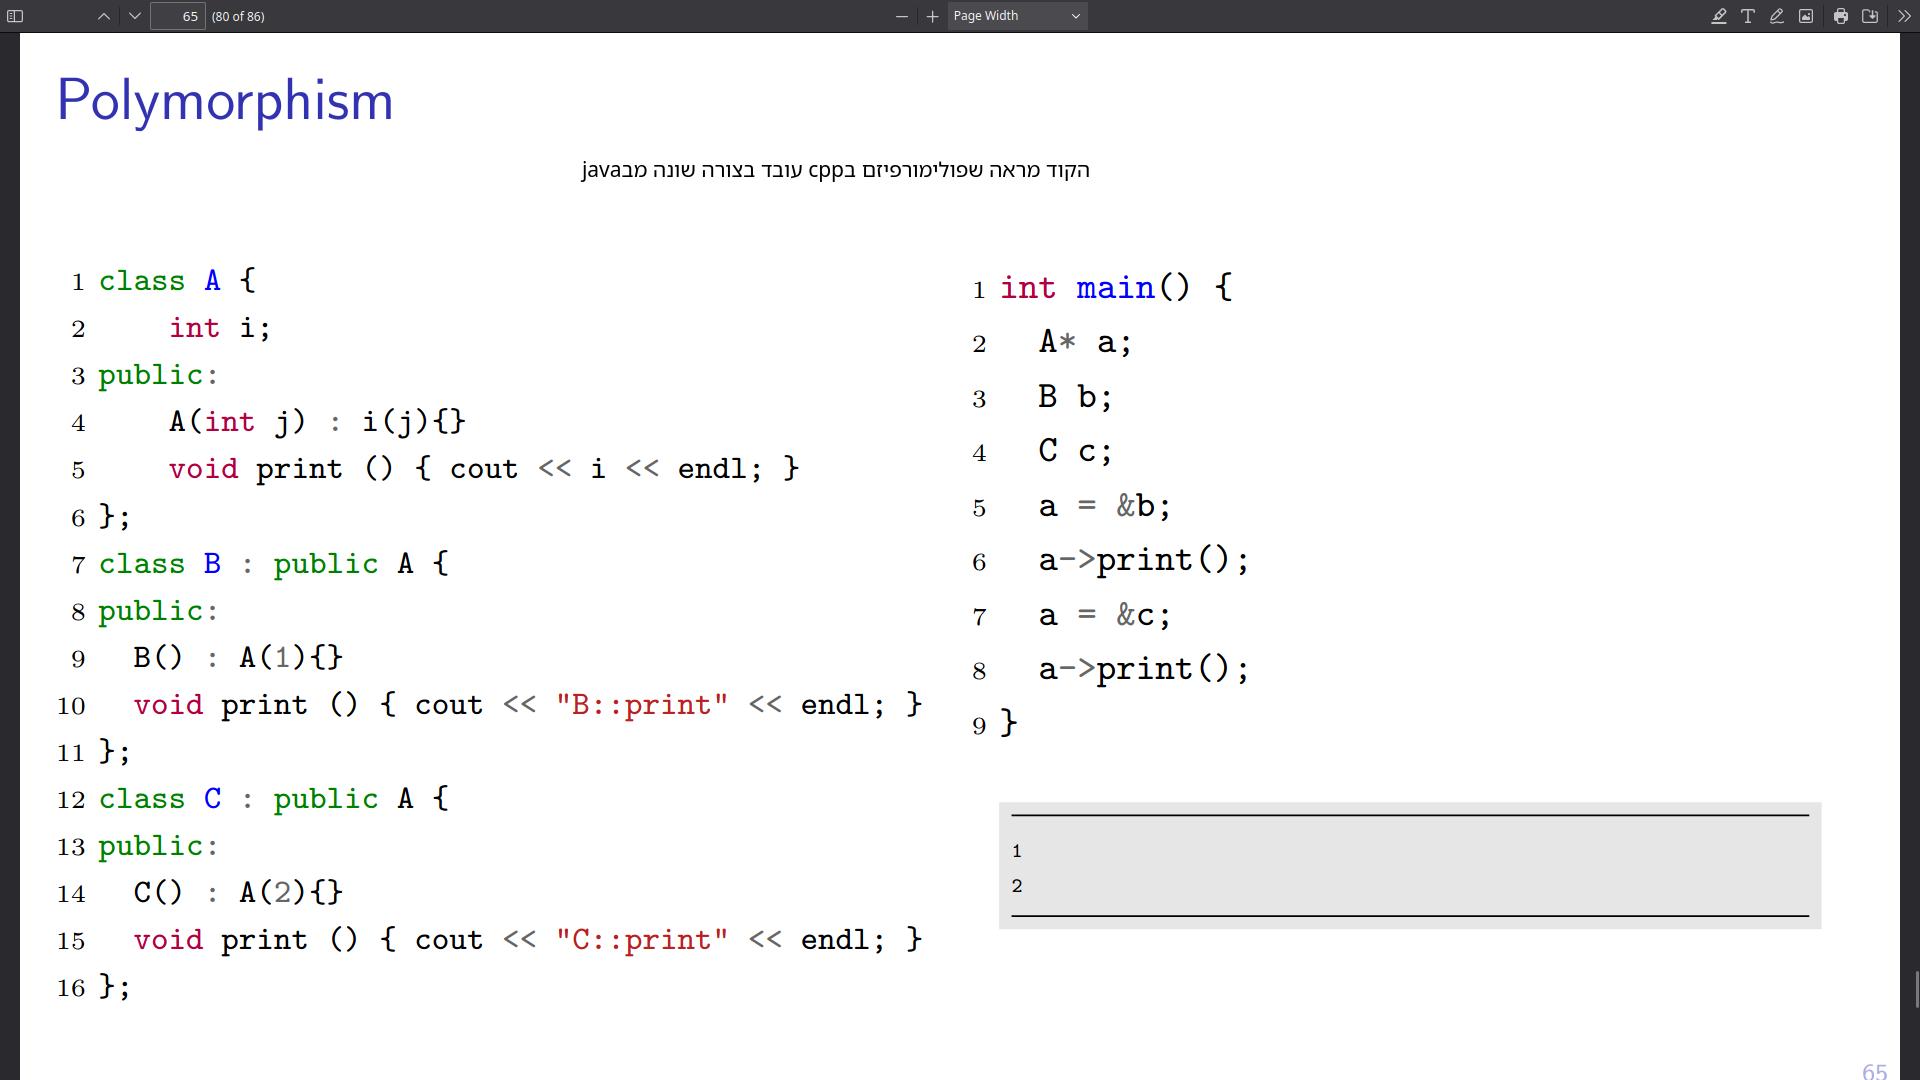 65 (80 of 86) Page Width
Polymorphism
הקוד מראה שפולימורפיזם בcpp עובד בצורה שונה מבjava
1 class A {
2 int i;
3 public:
4 A(int j) : i(j){}
5 void print () { cout << i << endl; }
6 };
7 class B : public A {
8 public:
9 B() : A(1){}
10 void print () { cout << "B::print" << endl; }
11 };
12 class C : public A {
13 public:
14 C() : A(2){}
15 void print () { cout << "C::print" << endl; }
16 };
1 int main() {
2 A* a;
3 B b;
4 C c;
5 a = &b;
6 a->print();
7 a = &c;
8 a->print();
9 }
1
2
65